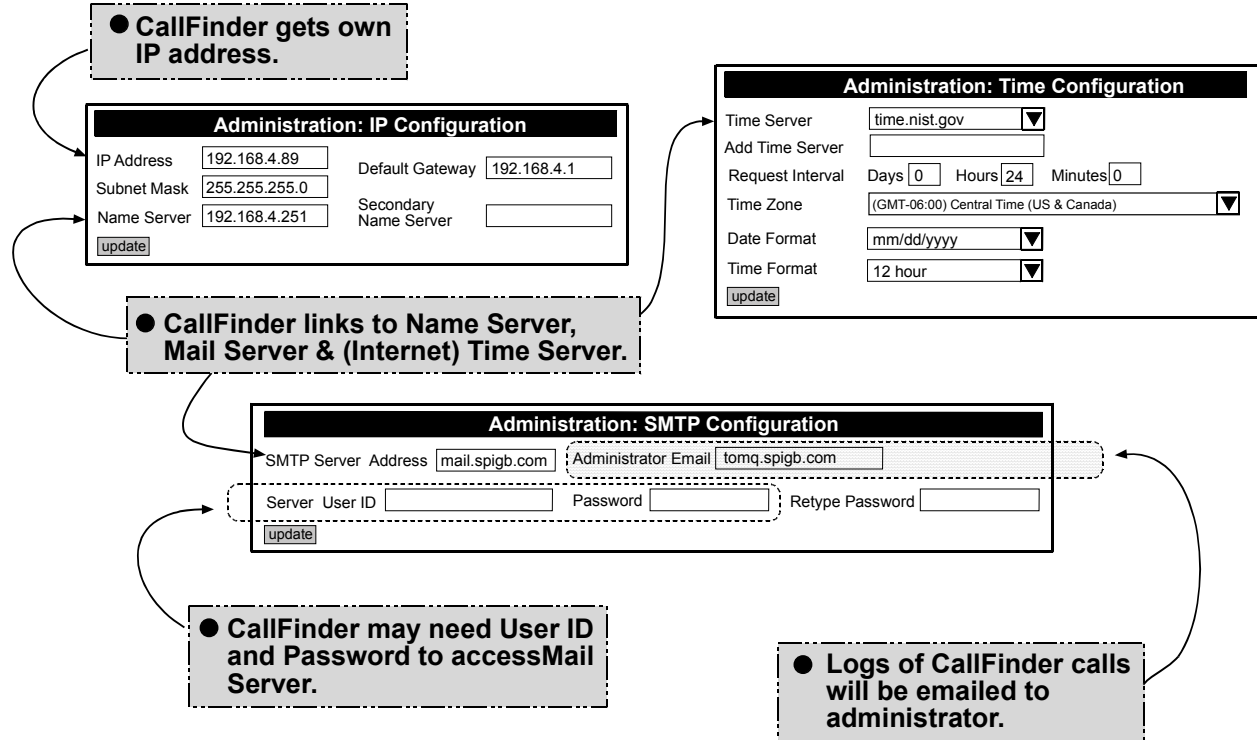 ● CallFinder gets own
IP address.
Administration: IP Configuration
IP Address 192.168.4.89
Default Gateway 192.168.4.1
Subnet Mask 255.255.255.0
Name Server 192.168.4.251
Secondary
Name Server
update
Administration: Time Configuration
Time Server time.nist.gov
Add Time Server
Request Interval Days 0 Hours 24 Minutes 0
Time Zone (GMT-06:00) Central Time (US & Canada)
Date Format mm/dd/yyyy
Time Format 12 hour
update
● CallFinder links to Name Server,
Mail Server & (Internet) Time Server.
Administration: SMTP Configuration
SMTP Server Address mail.spigb.com Administrator Email tomq.spigb.com
Server User ID Password Retype Password
update
● CallFinder may need User ID
and Password to accessMail
Server.
● Logs of CallFinder calls
will be emailed to
administrator.